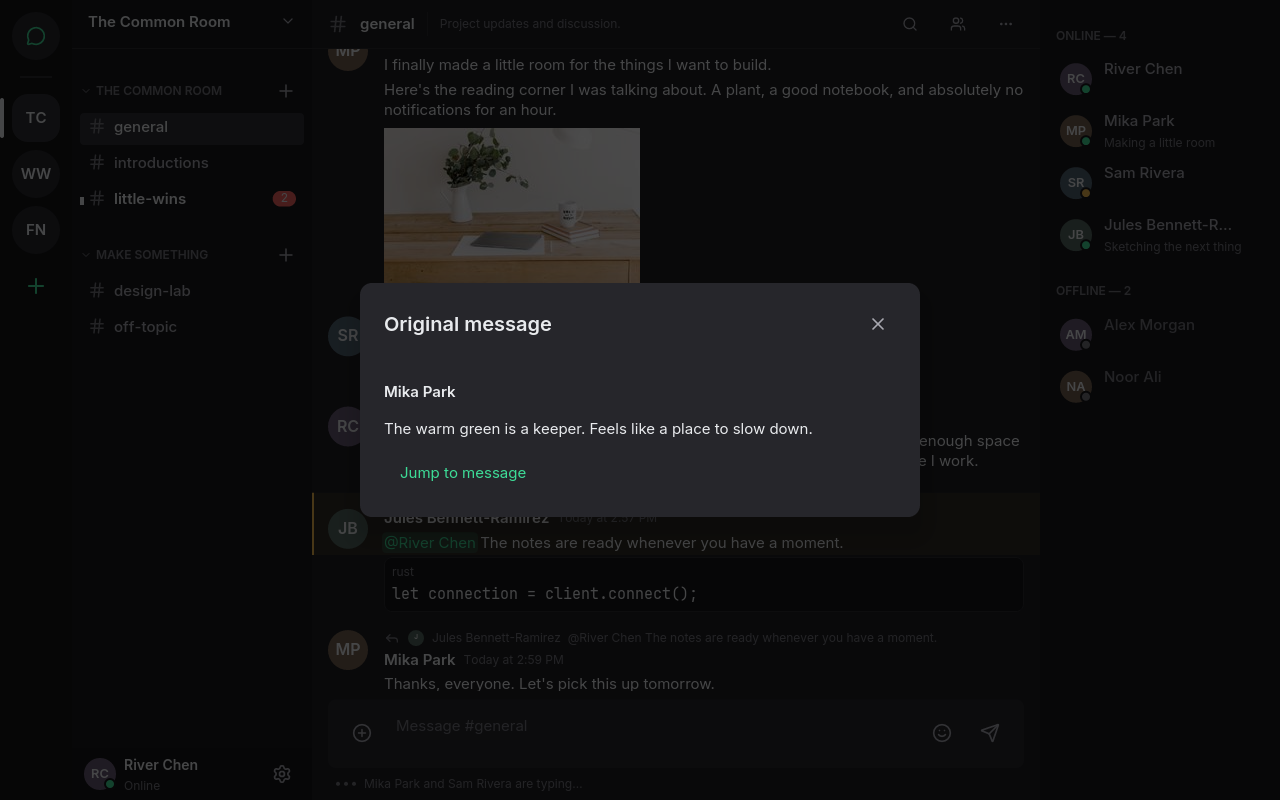 The Common Room
TC
WW
FN
THE COMMON ROOM
general
introductions
little-wins
2
MAKE SOMETHING
design-lab
off-topic
RC
River Chen
Online
general
Project updates and discussion.
MP
I finally made a little room for the things I want to build.
Here's the reading corner I was talking about. A plant, a good notebook, and absolutely no
notifications for an hour.
SR
RC
enough space
e I work.
Original message
Mika Park
The warm green is a keeper. Feels like a place to slow down.
Jump to message
JB
Jules Bennett-Ramirez Today at 2:57 PM
@River Chen The notes are ready whenever you have a moment.
rust
let connection = client.connect();
Jules Bennett-Ramirez @River Chen The notes are ready whenever you have a moment.
MP
Mika Park Today at 2:59 PM
Thanks, everyone. Let's pick this up tomorrow.
Message #general
Mika Park and Sam Rivera are typing...
ONLINE — 4
RC
River Chen
MP
Mika Park
Making a little room
SR
Sam Rivera
JB
Jules Bennett-R...
Sketching the next thing
OFFLINE — 2
AM
Alex Morgan
NA
Noor Ali